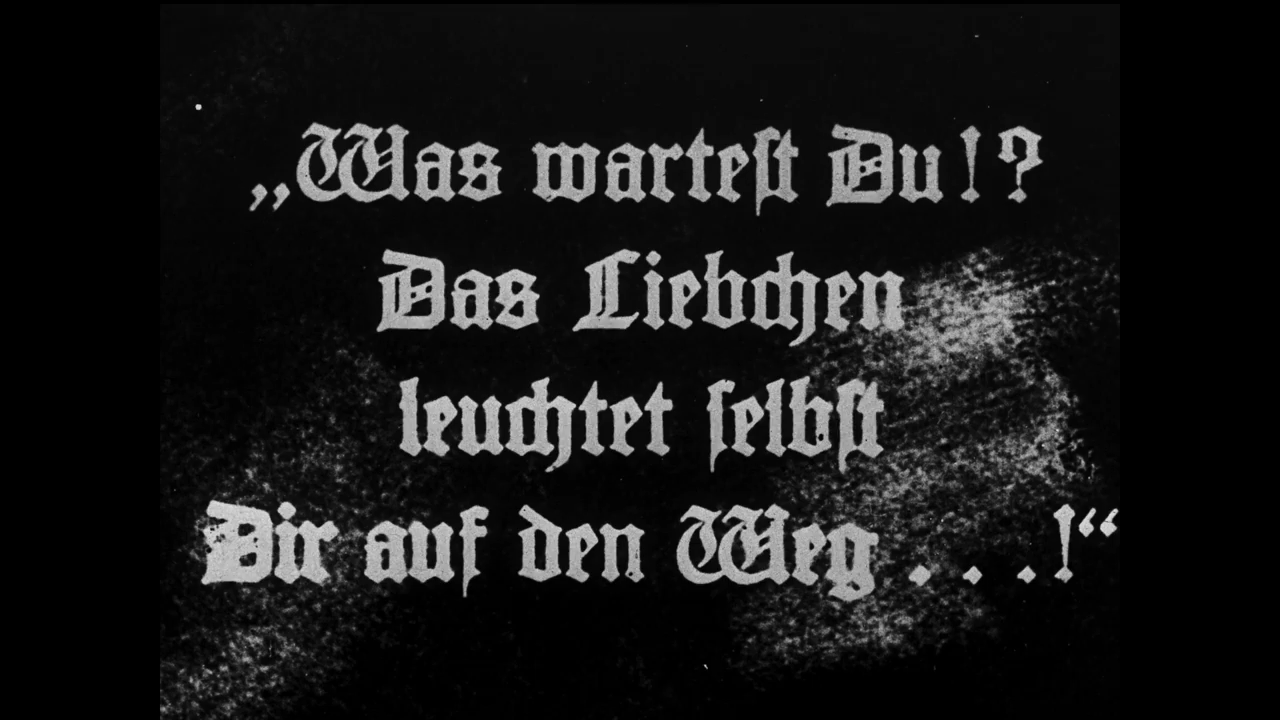 „Was wartest Du!?
Das Liebchen
leuchtet selbst
Dir auf den Weg . . .!“